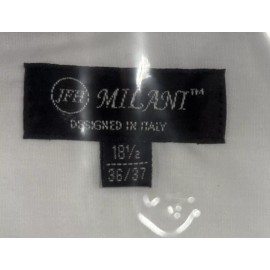 JFH MILANI™
DESIGNED IN ITALY
18½
36/37